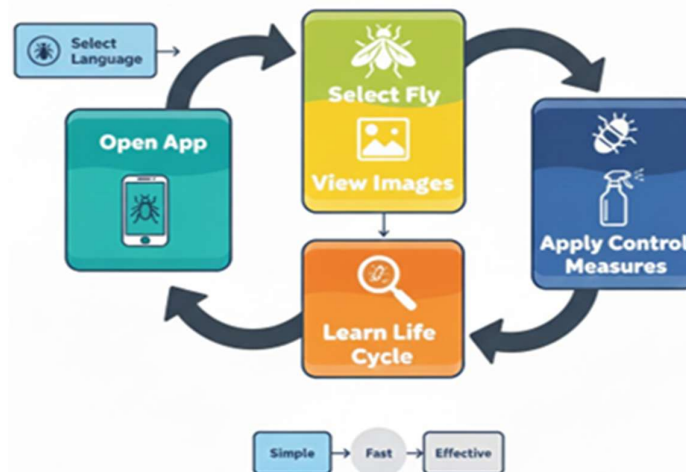 Select
Language
Open App
Select Fly
View Images
Apply Control
Measures
Learn Life
Cycle
Simple
Fast
Effective